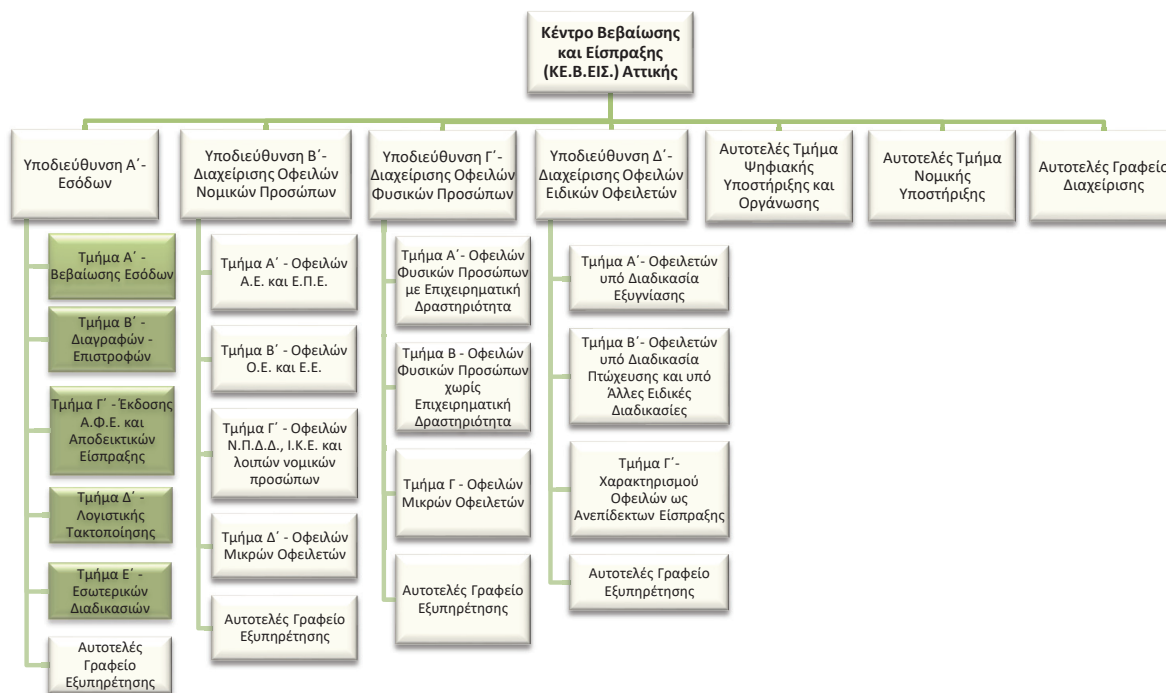 Κέντρο Βεβαίωσης
και Είσπραξης
(ΚΕ.Β.ΕΙΣ.) Αττικής
Υποδιεύθυνση Α΄-
Εσόδων
Τμήμα Α΄ -
Βεβαίωσης Εσόδων
Τμήμα Β΄ -
Διαγραφών -
Επιστροφών
Τμήμα Γ΄ - Έκδοσης
Α.Φ.Ε. και
Αποδεικτικών
Είσπραξης
Τμήμα Δ΄ -
Λογιστικής
Τακτοποίησης
Τμήμα Ε΄ -
Εσωτερικών
Διαδικασιών
Αυτοτελές
Γραφείο
Εξυπηρέτησης
Υποδιεύθυνση Β΄-
Διαχείρισης Οφειλών
Νομικών Προσώπων
Τμήμα Α΄ - Οφειλών
Α.Ε. και Ε.Π.Ε.
Τμήμα Β΄ - Οφειλών
Ο.Ε. και Ε.Ε.
Τμήμα Γ΄ - Οφειλών
Ν.Π.Δ.Δ., Ι.Κ.Ε. και
λοιπών νομικών
προσώπων
Τμήμα Δ΄ - Οφειλών
Μικρών Οφειλετών
Αυτοτελές Γραφείο
Εξυπηρέτησης
Υποδιεύθυνση Γ΄-
Διαχείρισης Οφειλών
Φυσικών Προσώπων
Τμήμα Α΄- Οφειλών
Φυσικών Προσώπων
με Επιχειρηματική
Δραστηριότητα
Τμήμα Β - Οφειλών
Φυσικών Προσώπων
χωρίς
Επιχειρηματική
Δραστηριότητα
Τμήμα Γ - Οφειλών
Μικρών Οφειλετών
Αυτοτελές Γραφείο
Εξυπηρέτησης
Υποδιεύθυνση Δ΄-
Διαχείρισης Οφειλών
Ειδικών Οφειλετών
Τμήμα Α΄- Οφειλετών
υπό Διαδικασία
Εξυγνίασης
Τμήμα Β΄- Οφειλετών
υπό Διαδικασία
Πτώχευσης και υπό
Άλλες Ειδικές
Διαδικασίες
Τμήμα Γ΄-
Χαρακτηρισμού
Οφειλών ως
Ανεπίδεκτων Είσπραξης
Αυτοτελές Γραφείο
Εξυπηρέτησης
Αυτοτελές Τμήμα
Ψηφιακής
Υποστήριξης και
Οργάνωσης
Αυτοτελές Τμήμα
Νομικής
Υποστήριξης
Αυτοτελές Γραφείο
Διαχείρισης